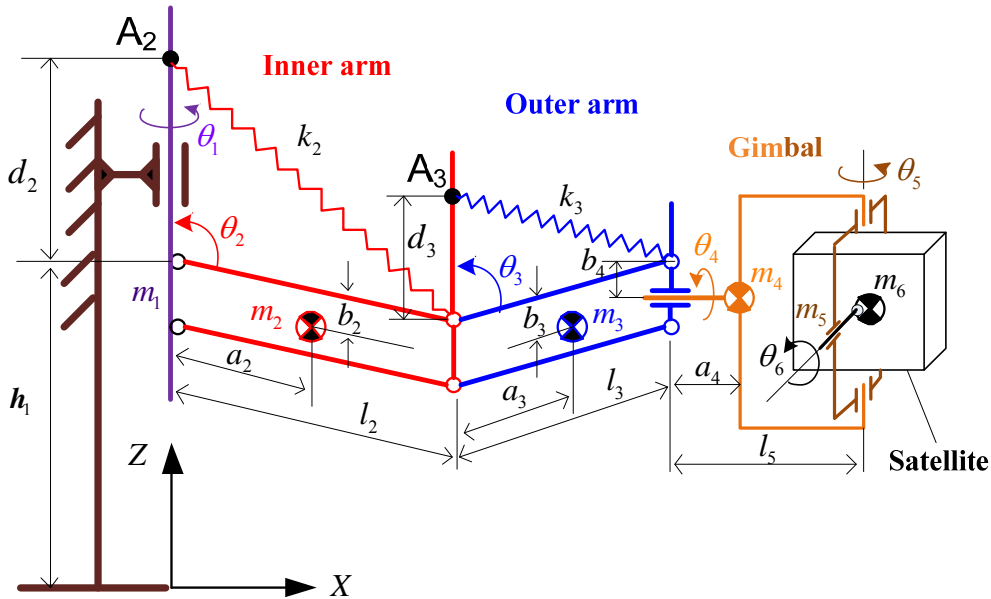 A₂
Inner arm
Outer arm
Gimbal
θ₁
k₂
A₃
k₃
θ₅
d₂
d₃
θ₂
θ₃
b₄
θ₄
m₄
m₆
m₁
m₂
b₂
b₃
m₃
m₅
a₂
a₃
l₃
a₄
θ₆
h₁
l₂
l₅
Satellite
Z
X